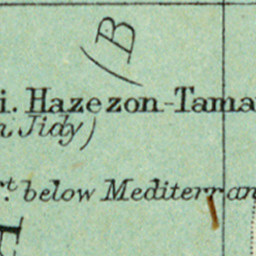 (B
i. Hazezon-Tama
n Jidy)
r.t below Mediterran